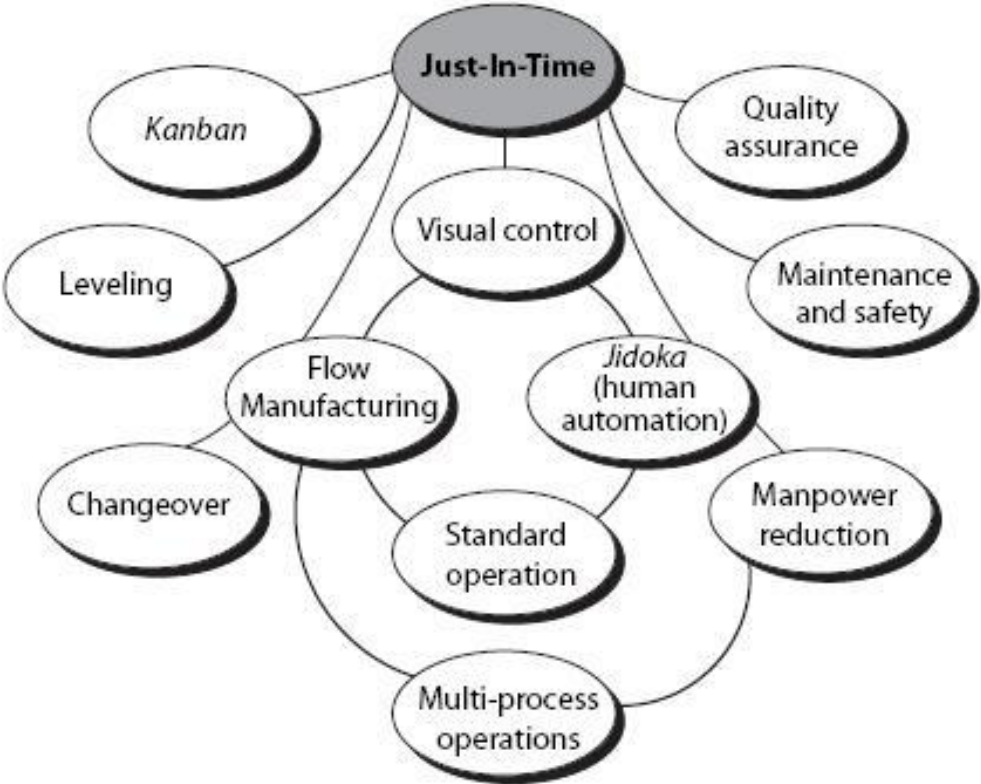 Just-In-Time
Kanban
Quality
assurance
Visual control
Leveling
Maintenance
and safety
Flow
Manufacturing
Jidoka
(human
automation)
Changeover
Manpower
reduction
Standard
operation
Multi-process
operations